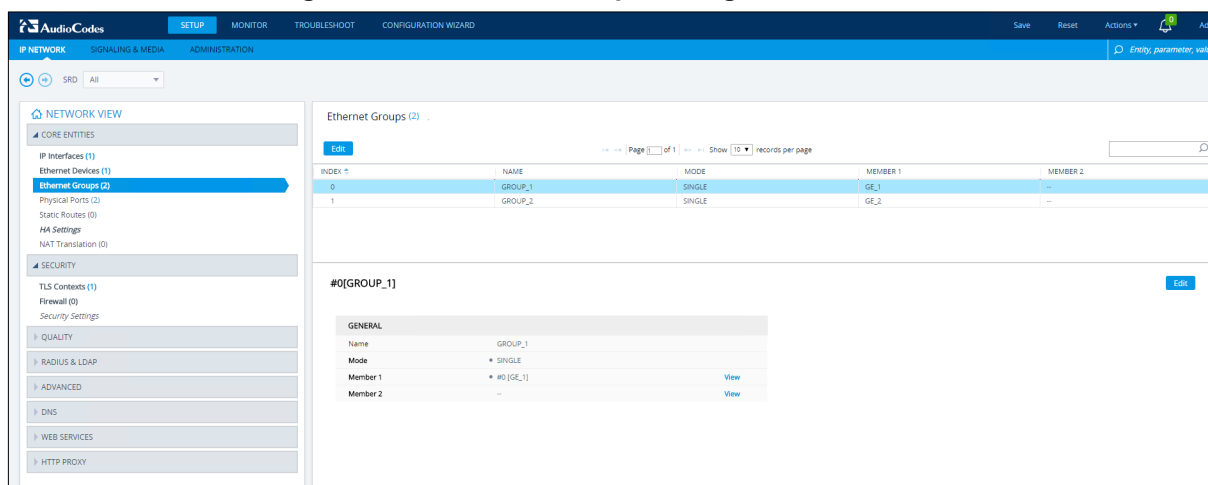 AudioCodes SETUP MONITOR TROUBLESHOOT CONFIGURATION WIZARD Save Reset Actions 0
IP NETWORK SIGNALING & MEDIA ADMINISTRATION Entity, parameter,
SRD All
NETWORK VIEW
CORE ENTITIES
IP Interfaces (1)
Ethernet Devices (1)
Ethernet Groups (2)
Physical Ports (2)
Static Routes (0)
HA Settings
NAT Translation (0)
SECURITY
TLS Contexts (1)
Firewall (0)
Security Settings
QUALITY
RADIUS & LDAP
ADVANCED
DNS
WEB SERVICES
HTTP PROXY
Ethernet Groups (2) .
Edit Page 1 of 1 Show 10 records per page
INDEX NAME MODE MEMBER 1 MEMBER 2
0 GROUP_1 SINGLE GE_1 --
1 GROUP_2 SINGLE GE_2 --
#0[GROUP_1] Edit
GENERAL
Name GROUP_1
Mode • SINGLE
Member 1 • #0 [GE_1] View
Member 2 -- View